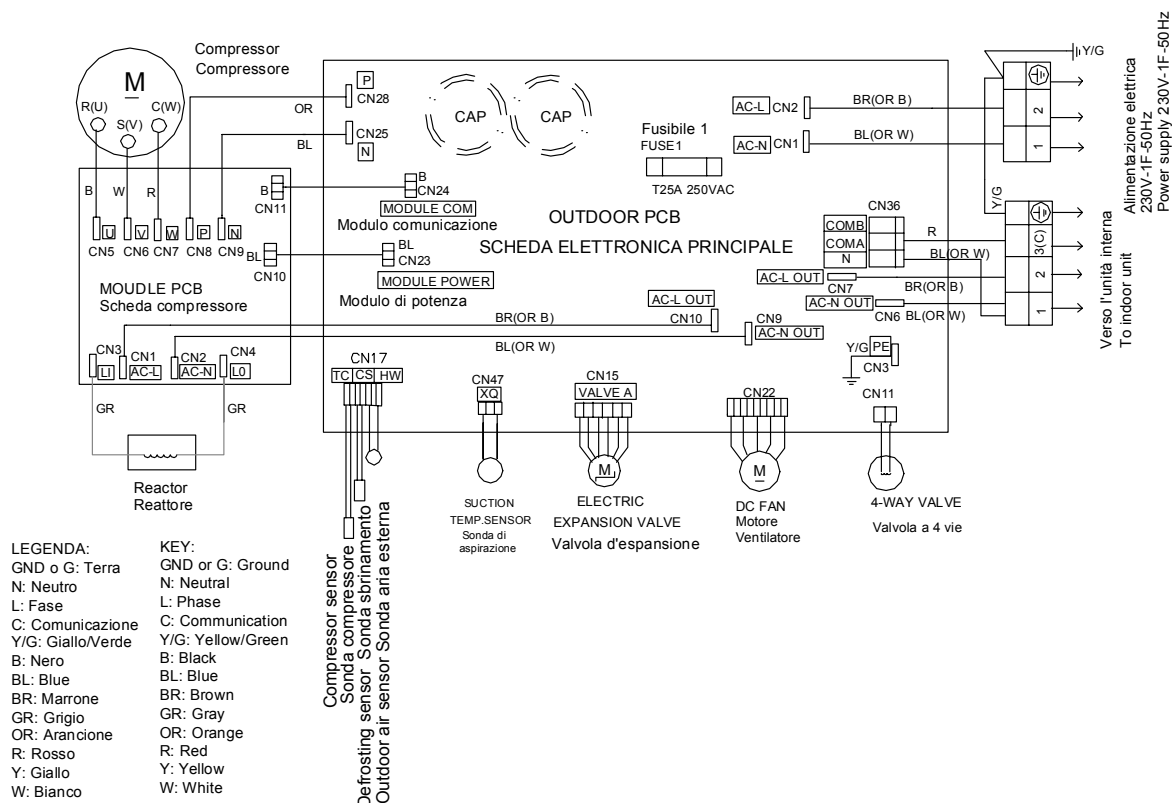 Compressor
Compressore
M
R(U)
C(W)
S(V)
OR
BL
B
W
R
P
CN28
CN25
N
CAP
CAP
Fusibile 1
FUSE1
T25A 250VAC
AC-L
CN2
BR(OR B)
AC-N
CN1
BL(OR W)
2
1
Y/G
Y/G
Alimentazione elettrica
230V-1F-50Hz
Power supply 230V-1F-50Hz
B
CN11
B
CN24
MODULE COM
Modulo comunicazione
OUTDOOR PCB
SCHEDA ELETTRONICA PRINCIPALE
CN36
COMB
COMA
N
R
BL(OR W)
3(C)
2
1
Verso l'unità interna
To indoor unit
U
V
W
P
N
CN5
CN6
CN7
CN8
CN9
BL
CN10
BL
CN23
MODULE POWER
Modulo di potenza
MOUDLE PCB
Scheda compressore
AC-L OUT
CN7
BR(OR B)
AC-N OUT
CN6
BL(OR W)
AC-L OUT
CN10
BR(OR B)
CN9
AC-N OUT
BL(OR W)
CN3
LI
CN1
AC-L
CN2
AC-N
CN4
L0
Y/G
PE
CN3
CN17
TC
CS
HW
CN47
XQ
CN15
VALVE A
CN22
CN11
GR
GR
Reactor
Reattore
M
M
SUCTION
TEMP.SENSOR
Sonda di
aspirazione
ELECTRIC
EXPANSION VALVE
Valvola d'espansione
DC FAN
Motore
Ventilatore
4-WAY VALVE
Valvola a 4 vie
Compressor sensor
Sonda compressore
Defrosting sensor Sonda sbrinamento
Outdoor air sensor Sonda aria esterna
LEGENDA:
GND o G: Terra
N: Neutro
L: Fase
C: Comunicazione
Y/G: Giallo/Verde
B: Nero
BL: Blue
BR: Marrone
GR: Grigio
OR: Arancione
R: Rosso
Y: Giallo
W: Bianco
KEY:
GND or G: Ground
N: Neutral
L: Phase
C: Communication
Y/G: Yellow/Green
B: Black
BL: Blue
BR: Brown
GR: Gray
OR: Orange
R: Red
Y: Yellow
W: White